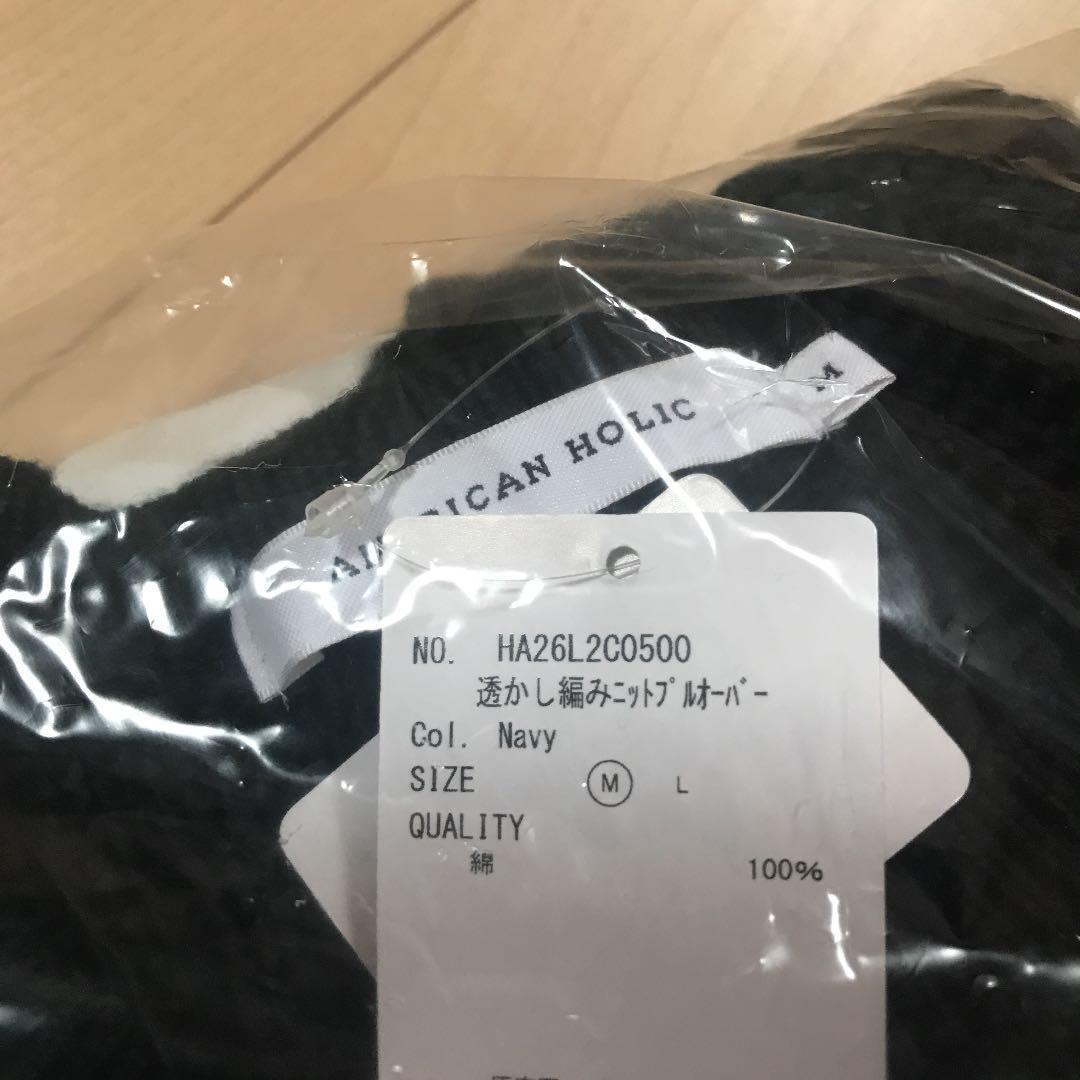 HOLIC
M
NO. HA26L2C0500
透かし編みﾆｯﾄﾌﾟﾙｵｰﾊﾞｰ
Col. Navy
SIZE M L
QUALITY
綿 100%